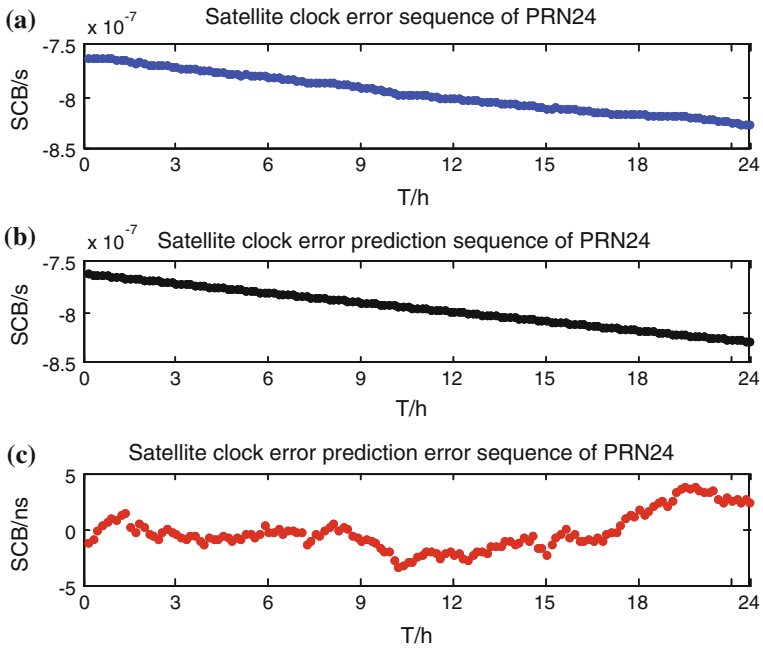 (a)
x 10⁻⁷
Satellite clock error sequence of PRN24
-7.5
-8
-8.5
SCB/s
0 3 6 9 12 15 18 21 24
T/h
(b)
x 10⁻⁷
Satellite clock error prediction sequence of PRN24
-7.5
-8
-8.5
SCB/s
0 3 6 9 12 15 18 21 24
T/h
(c)
Satellite clock error prediction error sequence of PRN24
5
0
-5
SCB/ns
0 3 6 9 12 15 18 21 24
T/h